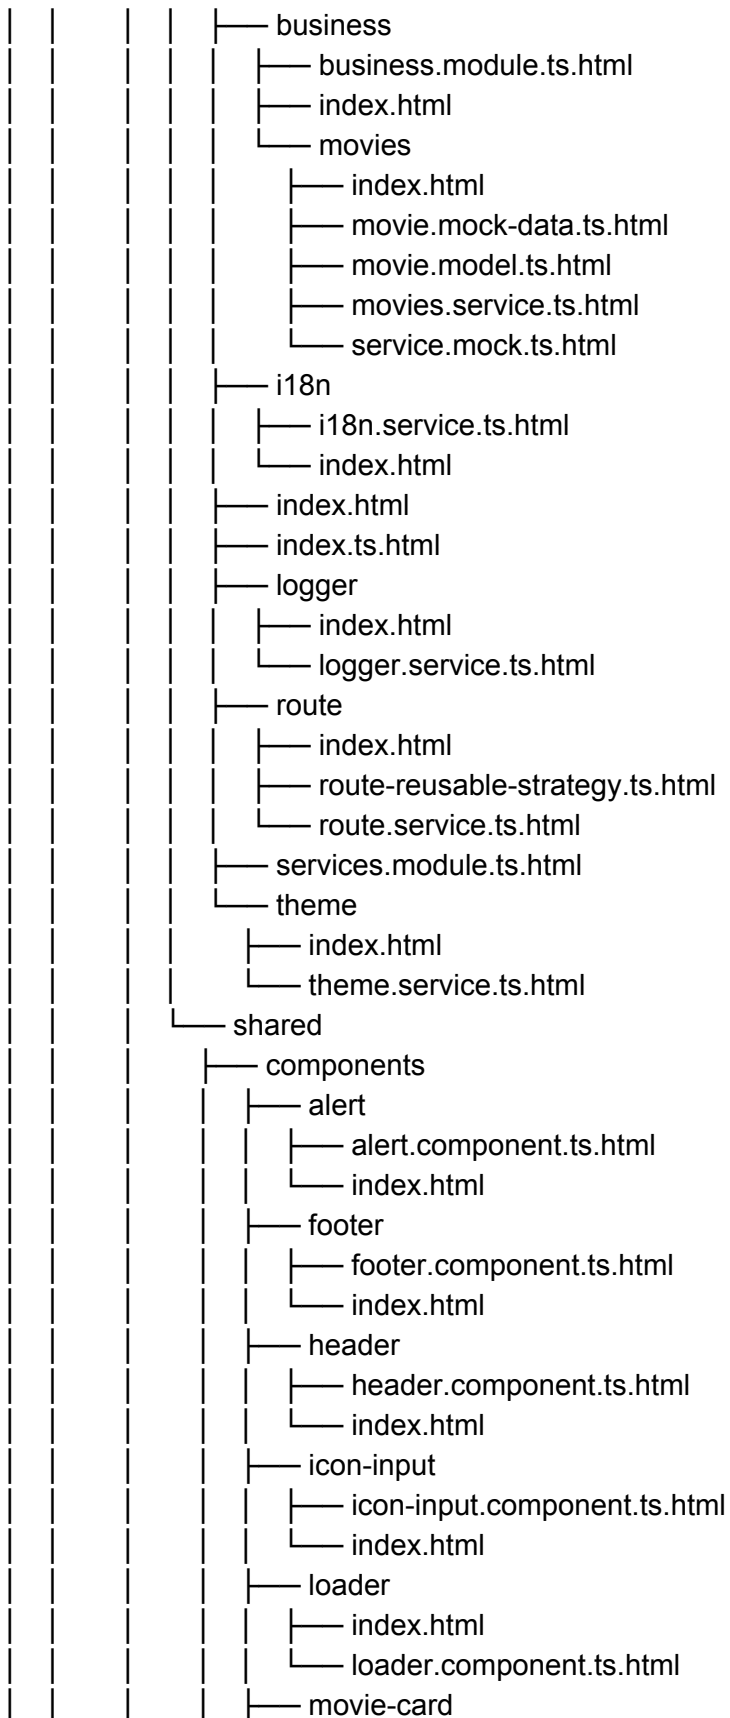 │ │ │ │ ├── business
│ │ │ │ │ ├── business.module.ts.html
│ │ │ │ │ ├── index.html
│ │ │ │ │ └── movies
│ │ │ │ │ ├── index.html
│ │ │ │ │ ├── movie.mock-data.ts.html
│ │ │ │ │ ├── movie.model.ts.html
│ │ │ │ │ ├── movies.service.ts.html
│ │ │ │ │ └── service.mock.ts.html
│ │ │ │ ├── i18n
│ │ │ │ │ ├── i18n.service.ts.html
│ │ │ │ │ └── index.html
│ │ │ │ ├── index.html
│ │ │ │ ├── index.ts.html
│ │ │ │ ├── logger
│ │ │ │ │ ├── index.html
│ │ │ │ │ └── logger.service.ts.html
│ │ │ │ ├── route
│ │ │ │ │ ├── index.html
│ │ │ │ │ ├── route-reusable-strategy.ts.html
│ │ │ │ │ └── route.service.ts.html
│ │ │ │ ├── services.module.ts.html
│ │ │ │ └── theme
│ │ │ │ ├── index.html
│ │ │ │ └── theme.service.ts.html
│ │ │ └── shared
│ │ │ ├── components
│ │ │ │ ├── alert
│ │ │ │ │ ├── alert.component.ts.html
│ │ │ │ │ └── index.html
│ │ │ │ ├── footer
│ │ │ │ │ ├── footer.component.ts.html
│ │ │ │ │ └── index.html
│ │ │ │ ├── header
│ │ │ │ │ ├── header.component.ts.html
│ │ │ │ │ └── index.html
│ │ │ │ ├── icon-input
│ │ │ │ │ ├── icon-input.component.ts.html
│ │ │ │ │ └── index.html
│ │ │ │ ├── loader
│ │ │ │ │ ├── index.html
│ │ │ │ │ └── loader.component.ts.html
│ │ │ │ ├── movie-card